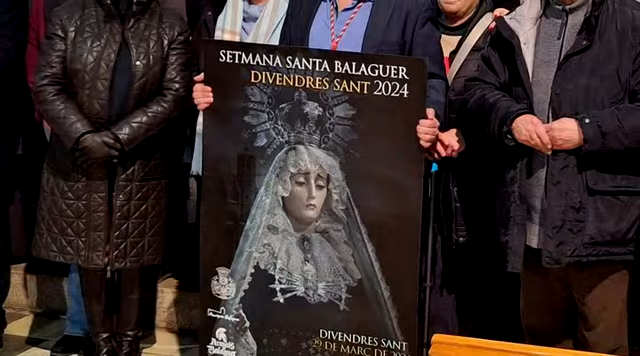 SETMANA SANTA BALAGUER
DIVENDRES SANT 2024
DIVENDRES SANT
29 DE MARÇ DE